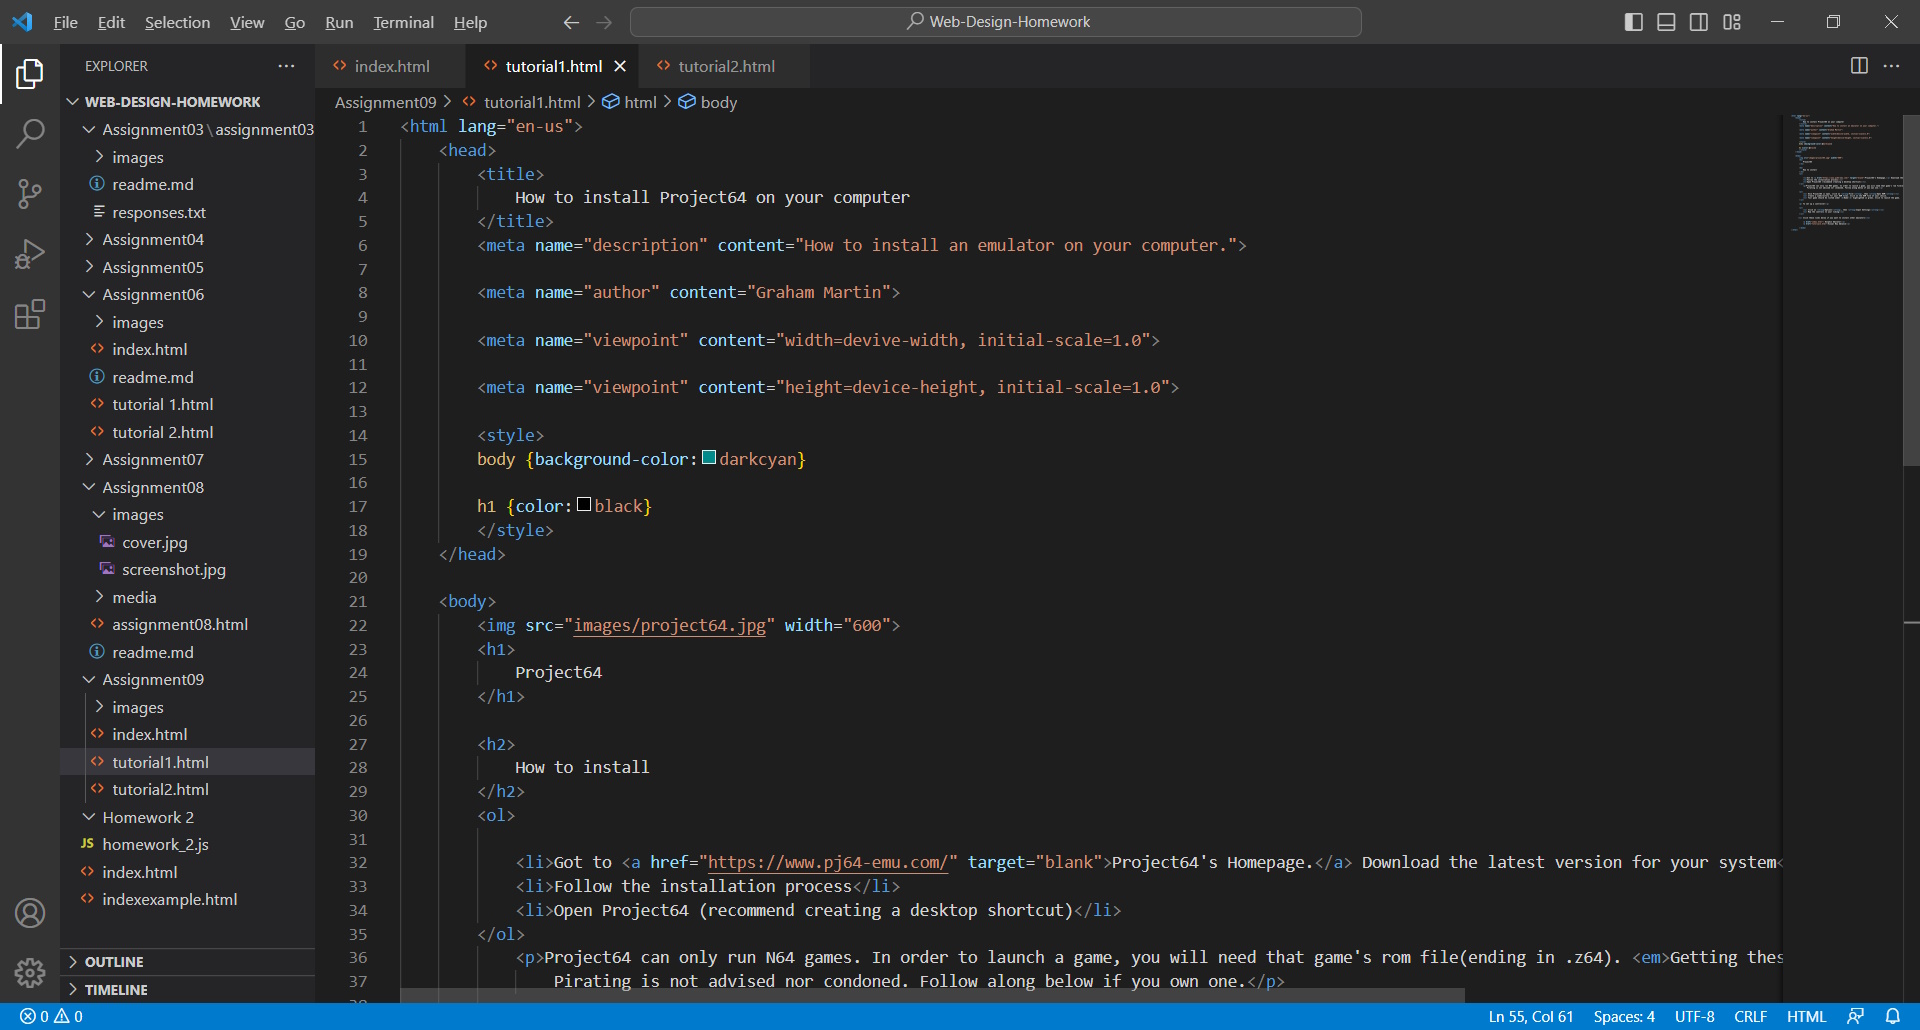 File Edit Selection View Go Run Terminal Help
Web-Design-Homework
EXPLORER
WEB-DESIGN-HOMEWORK
Assignment03\assignment03
images
readme.md
responses.txt
Assignment04
Assignment05
Assignment06
images
index.html
readme.md
tutorial 1.html
tutorial 2.html
Assignment07
Assignment08
images
cover.jpg
screenshot.jpg
media
assignment08.html
readme.md
Assignment09
images
index.html
tutorial1.html
tutorial2.html
Homework 2
JS homework_2.js
index.html
indexexample.html
OUTLINE
TIMELINE
index.html tutorial1.html tutorial2.html
Assignment09 > tutorial1.html > html > body
1 <html lang="en-us">
2 <head>
3 <title>
4 How to install Project64 on your computer
5 </title>
6 <meta name="description" content="How to install an emulator on your computer.">
7
8 <meta name="author" content="Graham Martin">
9
10 <meta name="viewpoint" content="width=devive-width, initial-scale=1.0">
11
12 <meta name="viewpoint" content="height=device-height, initial-scale=1.0">
13
14 <style>
15 body {background-color:darkcyan}
16
17 h1 {color:black}
18 </style>
19 </head>
20
21 <body>
22 <img src="images/project64.jpg" width="600">
23 <h1>
24 Project64
25 </h1>
26
27 <h2>
28 How to install
29 </h2>
30 <ol>
31
32 <li>Got to <a href="https://www.pj64-emu.com/" target="blank">Project64's Homepage.</a> Download the latest version for your system<
33 <li>Follow the installation process</li>
34 <li>Open Project64 (recommend creating a desktop shortcut)</li>
35 </ol>
36 <p>Project64 can only run N64 games. In order to launch a game, you will need that game's rom file(ending in .z64). <em>Getting thes
37 Pirating is not advised nor condoned. Follow along below if you own one.</p>
0 0 Ln 55, Col 61 Spaces: 4 UTF-8 CRLF HTML